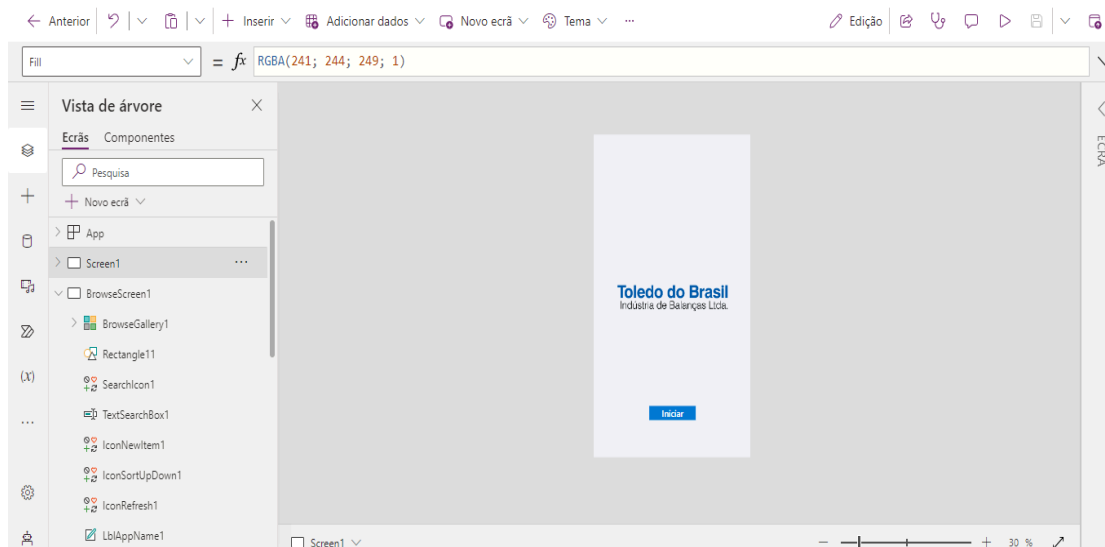 Anterior Inserir Adicionar dados Novo ecrã Tema ... Edição
Fill = fx RGBA(241; 244; 249; 1)
Vista de árvore
Ecrãs Componentes
Pesquisa
Novo ecrã
App
Screen1 ...
BrowseScreen1
BrowseGallery1
Rectangle11
SearchIcon1
TextSearchBox1
IconNewItem1
IconSortUpDown1
IconRefresh1
LblAppName1
(x)
Toledo do Brasil
Indústria de Balanças Ltda.
Iniciar
ECRÃ
Screen1 30 %